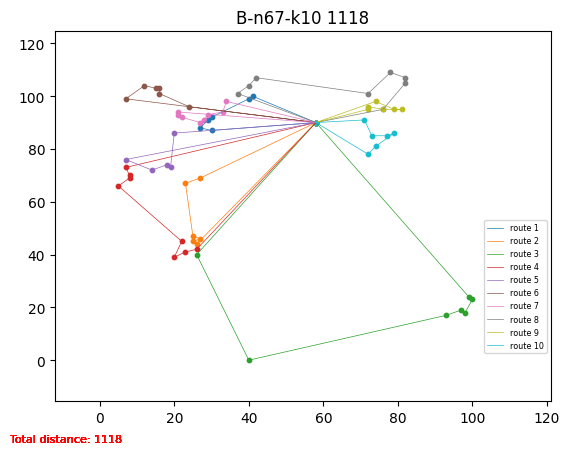 B-n67-k10 1118
120
100
80
60
40
20
0
route 1
route 2
route 3
route 4
route 5
route 6
route 7
route 8
route 9
route 10
0 20 40 60 80 100 120
Total distance: 1118